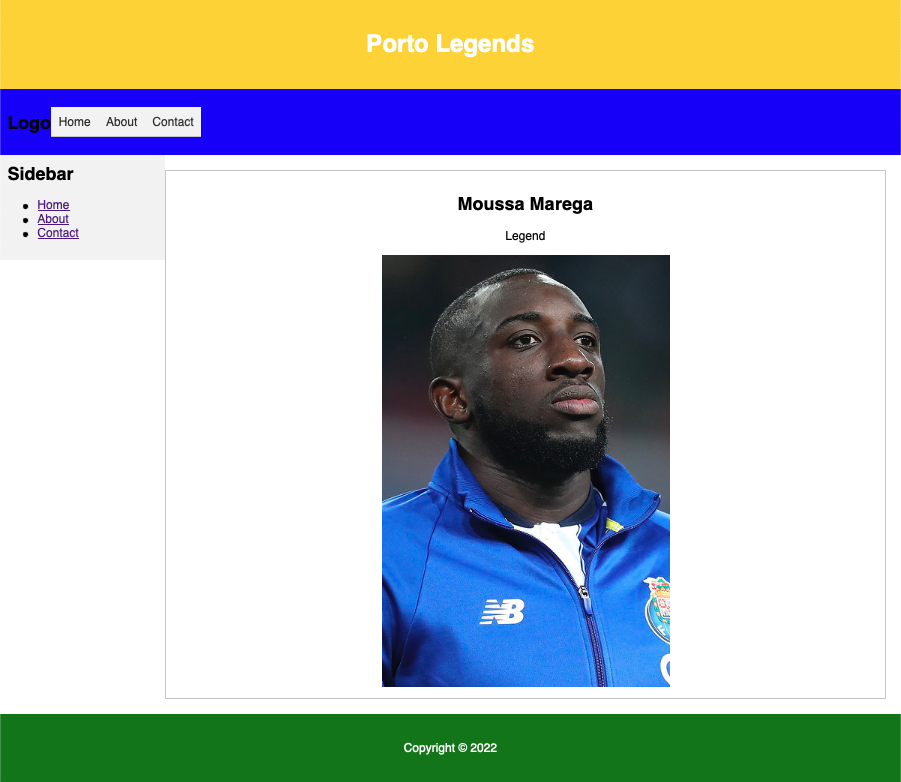 Porto Legends
Logo Home About Contact
Sidebar
Home
About
Contact
Moussa Marega
Legend
NB
Copyright © 2022